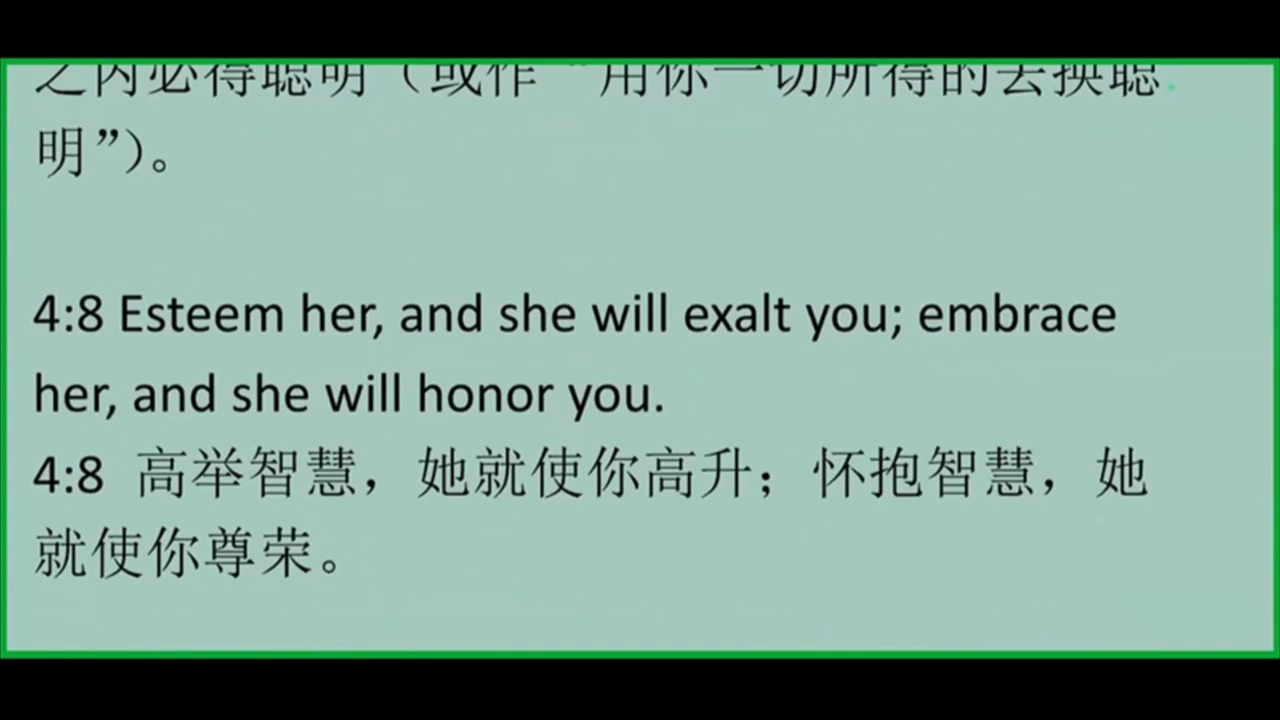 之内必得聪明（或作“用你一切所得的去换聪
明”）。
4:8 Esteem her, and she will exalt you; embrace
her, and she will honor you.
4:8 高举智慧，她就使你高升；怀抱智慧，她
就使你尊荣。